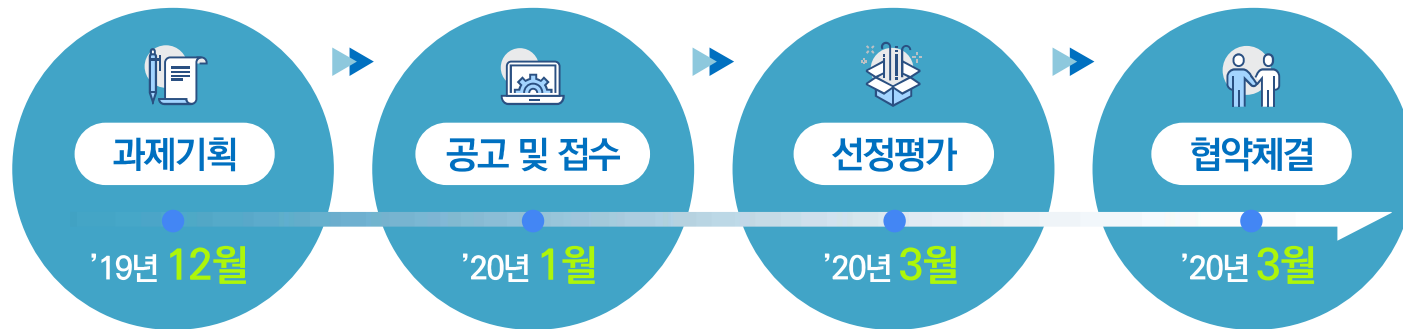 과제기획
공고 및 접수
선정평가
협약체결
’19년 12월
’20년 1월
’20년 3월
’20년 3월